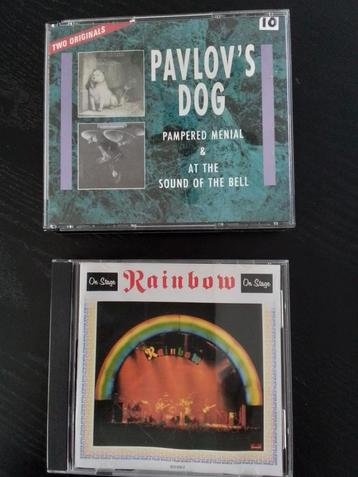 TWO ORIGINALS
10
PAVLOV'S
DOG
PAMPERED MENIAL
&
AT THE
SOUND OF THE BELL
On Stage
Rainbow
On Stage
Rainbow